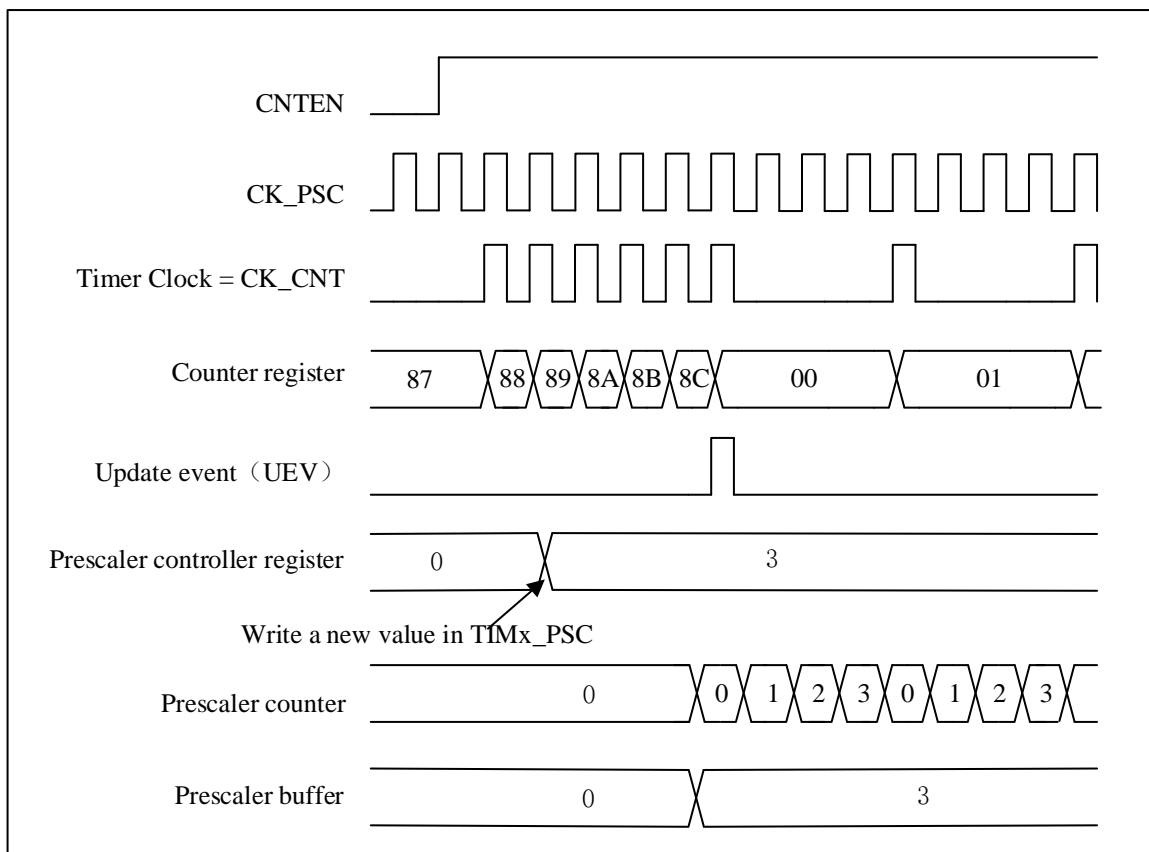 CNTEN
CK_PSC
Timer Clock = CK_CNT
Counter register
87 88 89 8A 8B 8C 00 01
Update event（UEV）
Prescaler controller register
0 3
Write a new value in TIMx_PSC
Prescaler counter
0 0 1 2 3 0 1 2 3
Prescaler buffer
0 3